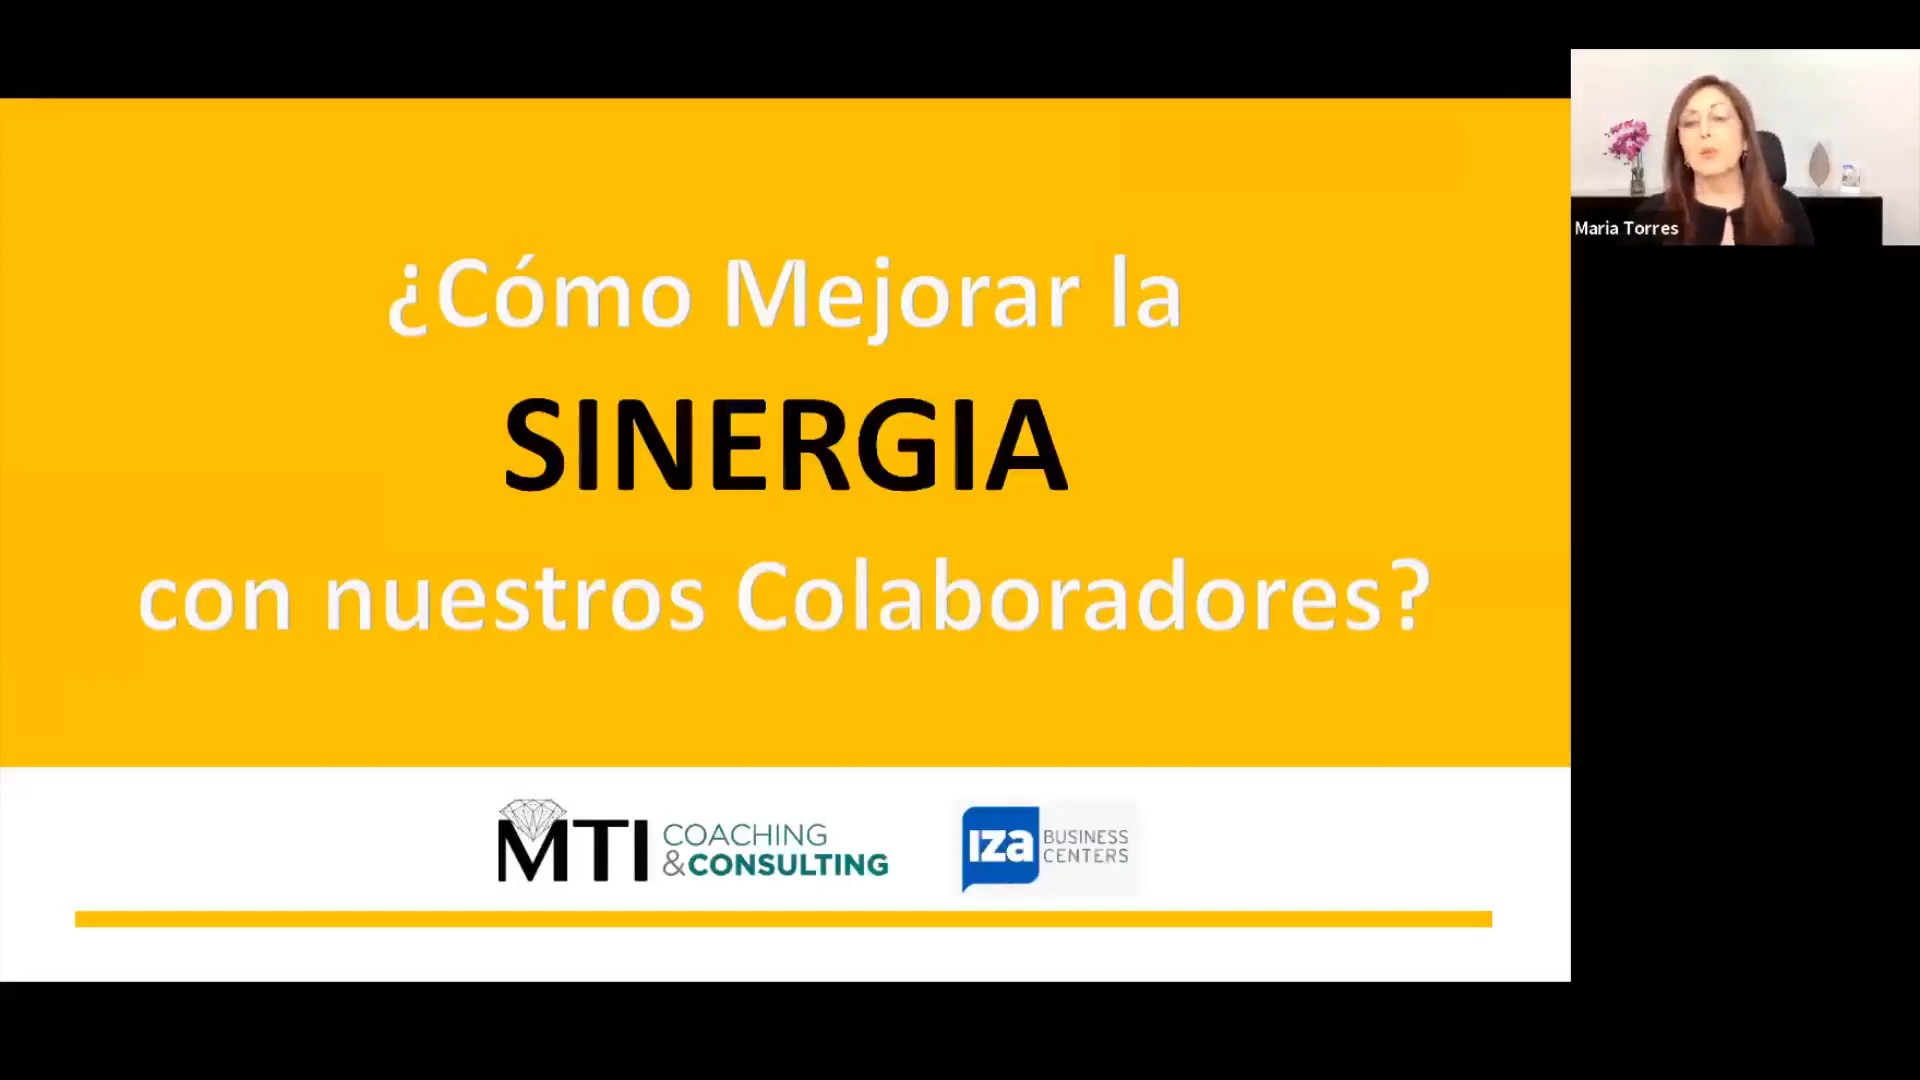 ¿Cómo Mejorar la
SINERGIA
con nuestros Colaboradores?
MTI COACHING
&CONSULTING
iza BUSINESS
CENTERS
Maria Torres